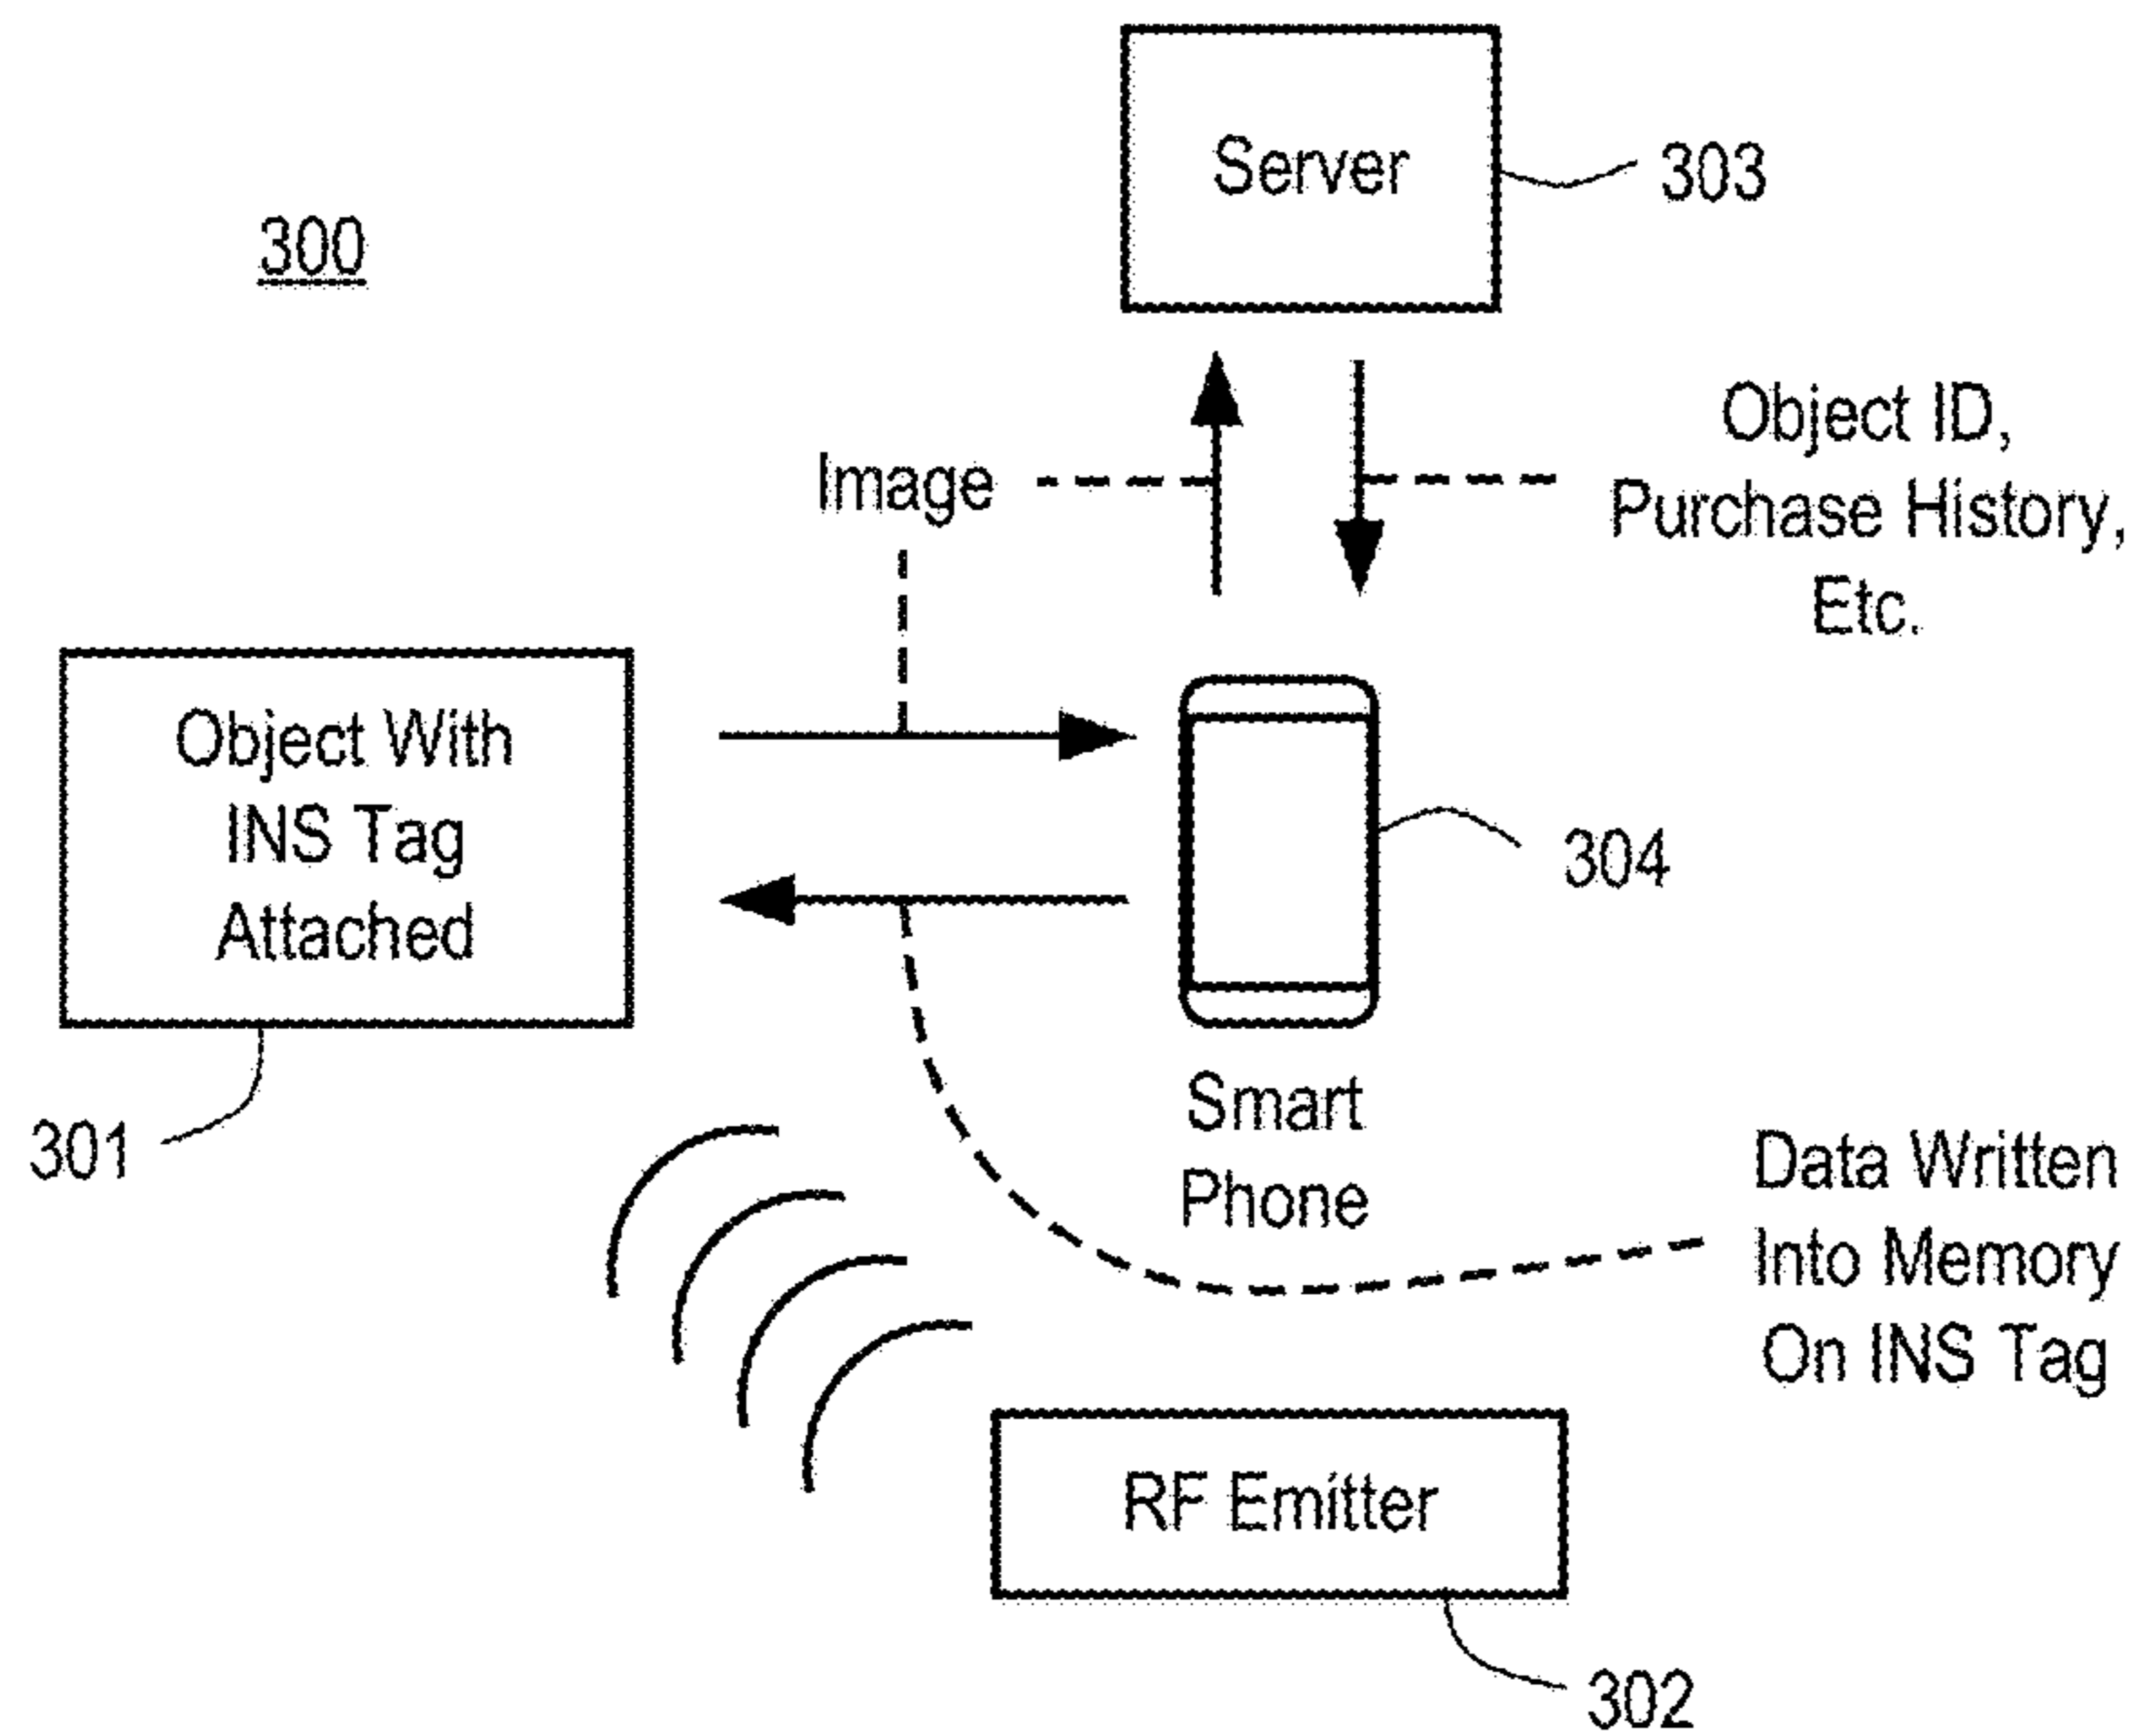 Server
303
300
Image
Object ID,
Purchase History,
Etc.
Object With
INS Tag
Attached
304
301
Smart
Phone
Data Written
Into Memory
On INS Tag
RF Emitter
302